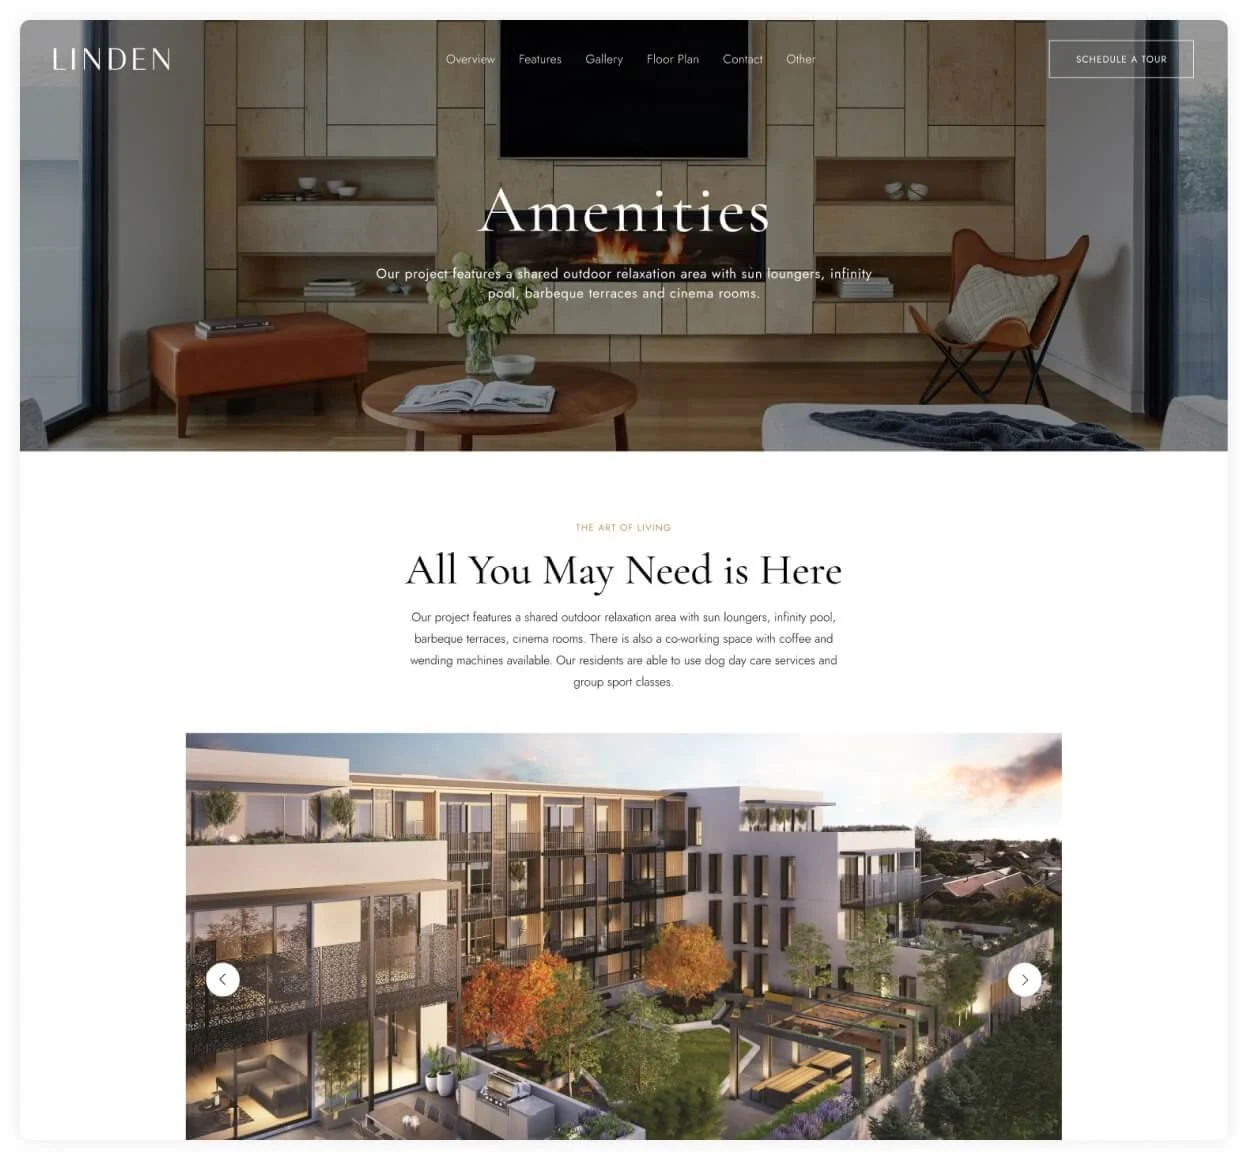 LINDEN
Overview Features Gallery Floor Plan Contact Other
SCHEDULE A TOUR
Amenities
Our project features a shared outdoor relaxation area with sun loungers, infinity
pool, barbeque terraces and cinema rooms.
THE ART OF LIVING
All You May Need is Here
Our project features a shared outdoor relaxation area with sun loungers, infinity pool,
barbeque terraces, cinema rooms. There is also a co-working space with coffee and
wending machines available. Our residents are able to use dog day care services and
group sport classes.